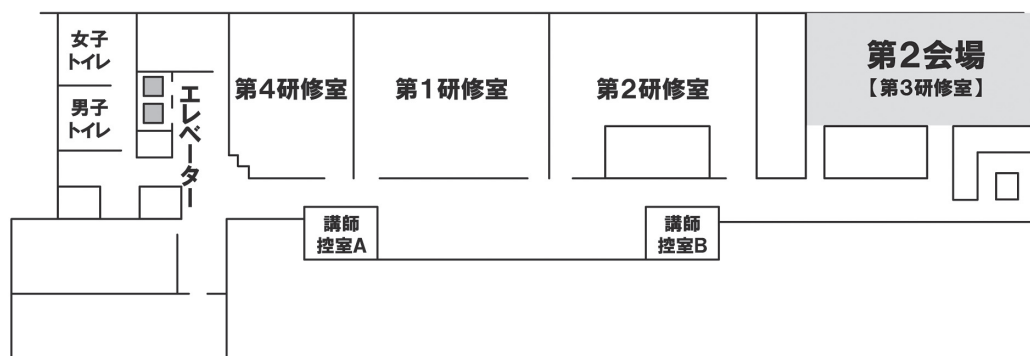 女子
トイレ
男子
トイレ
エレベーター
第4研修室
第1研修室
第2研修室
第2会場
【第3研修室】
講師
控室A
講師
控室B